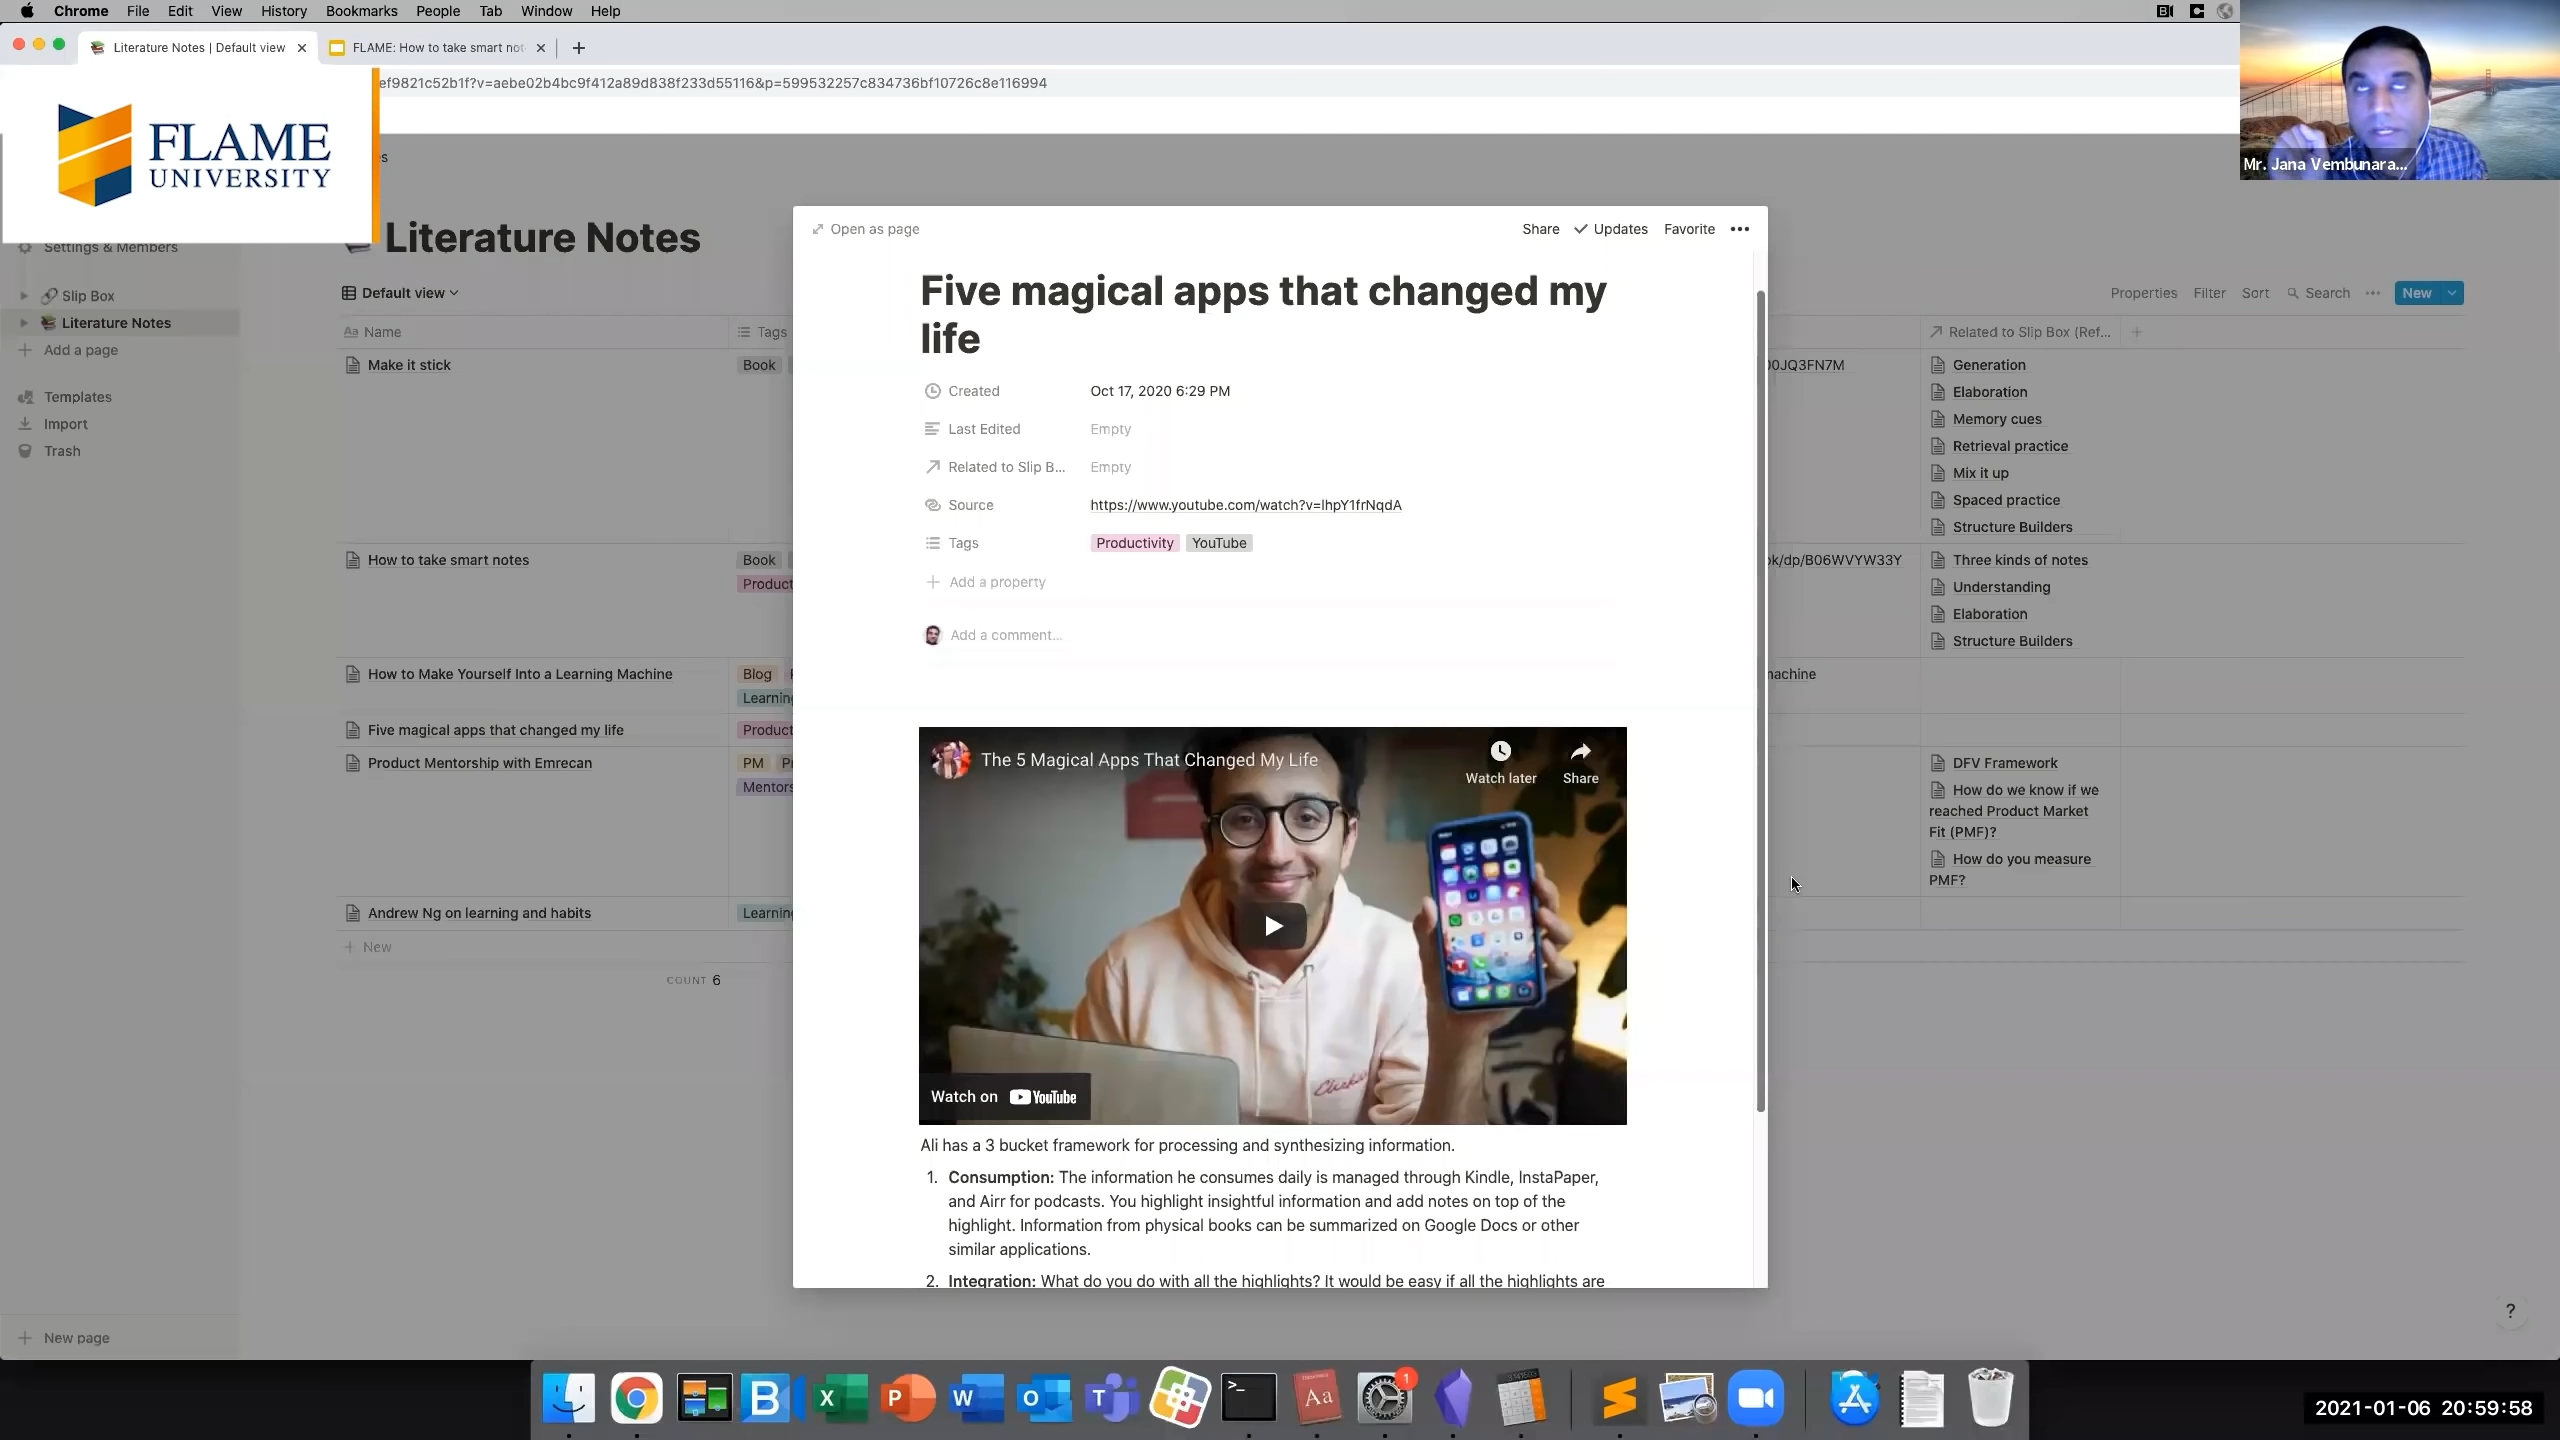 Chrome File Edit View History Bookmarks People Tab Window Help
Literature Notes | Default view
FLAME: How to take smart not
ef9821c52b1f?v=aebe02b4bc9f412a89d838f233d55116&p=599532257c834736bf10726c8e116994
FLAME
UNIVERSITY
Mr. Jana Vembunara...
Settings & Members
Slip Box
Literature Notes
Add a page
Templates
Import
Trash
New page
Literature Notes
Default view
Properties Filter Sort Search New
Aa Name
Tags
Related to Slip Box (Ref...
Make it stick
Book
00JQ3FN7M
Generation
Elaboration
Memory cues
Retrieval practice
Mix it up
Spaced practice
Structure Builders
How to take smart notes
Book
Product
ok/dp/B06WVYW33Y
Three kinds of notes
Understanding
Elaboration
Structure Builders
How to Make Yourself Into a Learning Machine
Blog
Learning
machine
Five magical apps that changed my life
Product
Product Mentorship with Emrecan
PM
Mentors
DFV Framework
How do we know if we
reached Product Market
Fit (PMF)?
How do you measure
PMF?
Andrew Ng on learning and habits
Learning
New
COUNT 6
Open as page
Share Updates Favorite
Five magical apps that changed my
life
Created Oct 17, 2020 6:29 PM
Last Edited Empty
Related to Slip B... Empty
Source https://www.youtube.com/watch?v=lhpY1frNqdA
Tags Productivity YouTube
Add a property
Add a comment...
The 5 Magical Apps That Changed My Life
Watch later
Share
Watch on YouTube
Ali has a 3 bucket framework for processing and synthesizing information.
1. Consumption: The information he consumes daily is managed through Kindle, InstaPaper,
and Airr for podcasts. You highlight insightful information and add notes on top of the
highlight. Information from physical books can be summarized on Google Docs or other
similar applications.
2. Integration: What do you do with all the highlights? It would be easy if all the highlights are
?
2021-01-06 20:59:58